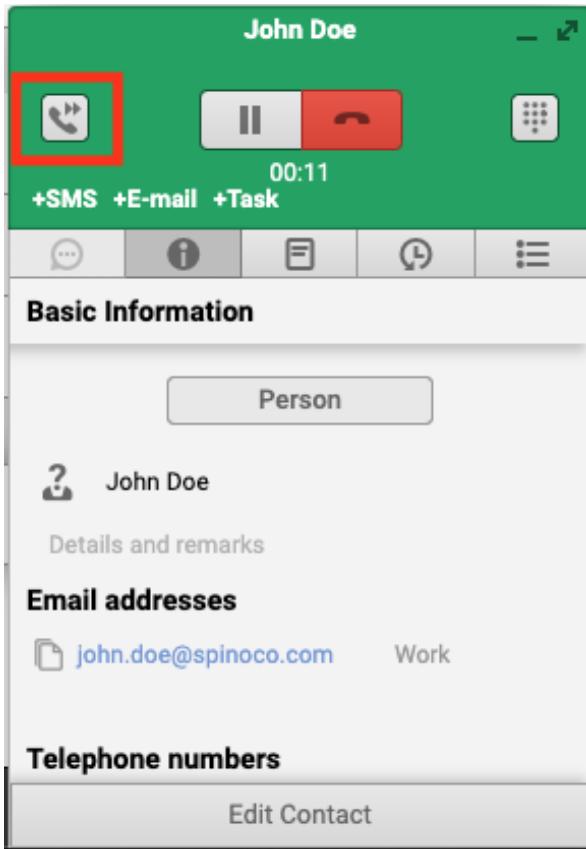 John Doe
00:11
+SMS +E-mail +Task
Basic Information
Person
John Doe
Details and remarks
Email addresses
john.doe@spinoco.com Work
Telephone numbers
Edit Contact